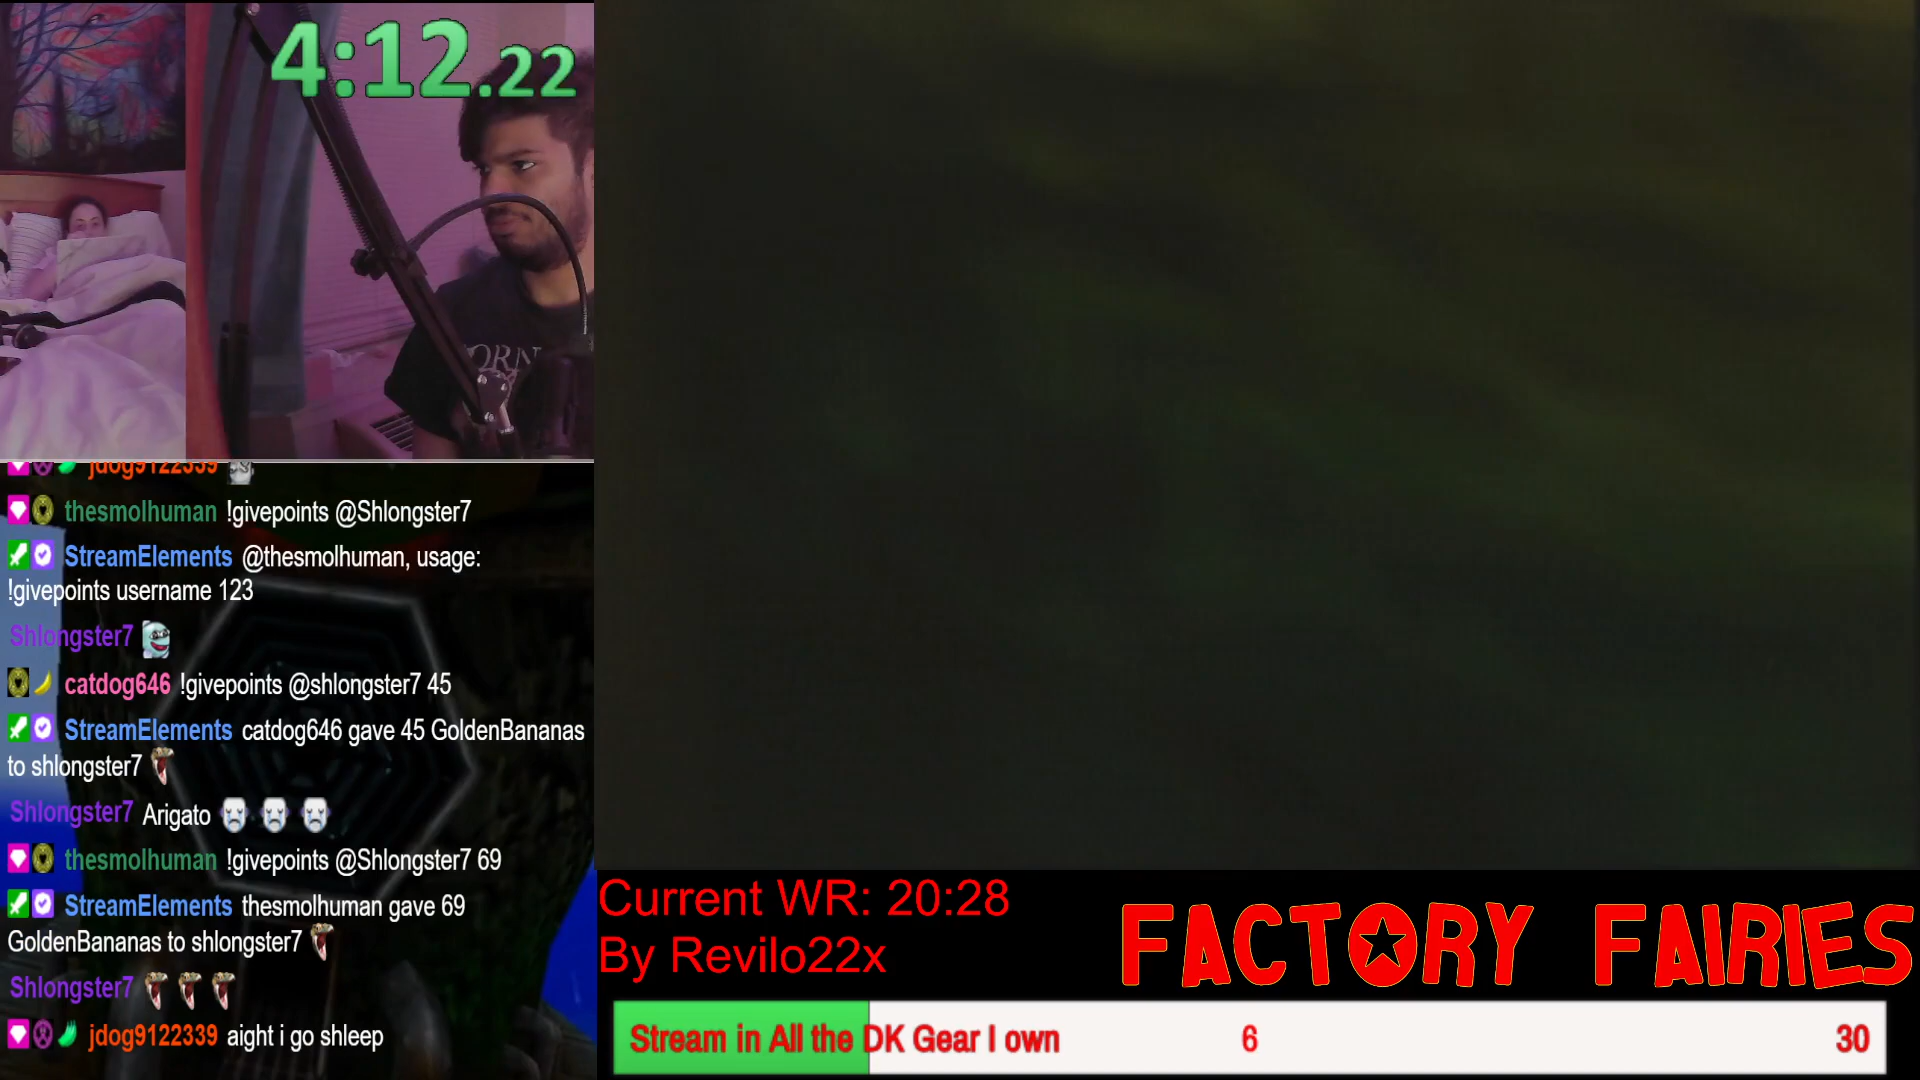 4:12.22
ORN
jdog9122339
thesmolhuman !givepoints @Shlongster7
StreamElements @thesmolhuman, usage:
!givepoints username 123
Shlongster7
catdog646 !givepoints @shlongster7 45
StreamElements catdog646 gave 45 GoldenBananas
to shlongster7
Shlongster7 Arigato
thesmolhuman !givepoints @Shlongster7 69
StreamElements thesmolhuman gave 69
GoldenBananas to shlongster7
Shlongster7
jdog9122339 aight i go shleep
Current WR: 20:28
By Revilo22x
FACTORY FAIRIES
Stream in All the DK Gear I own 6 30